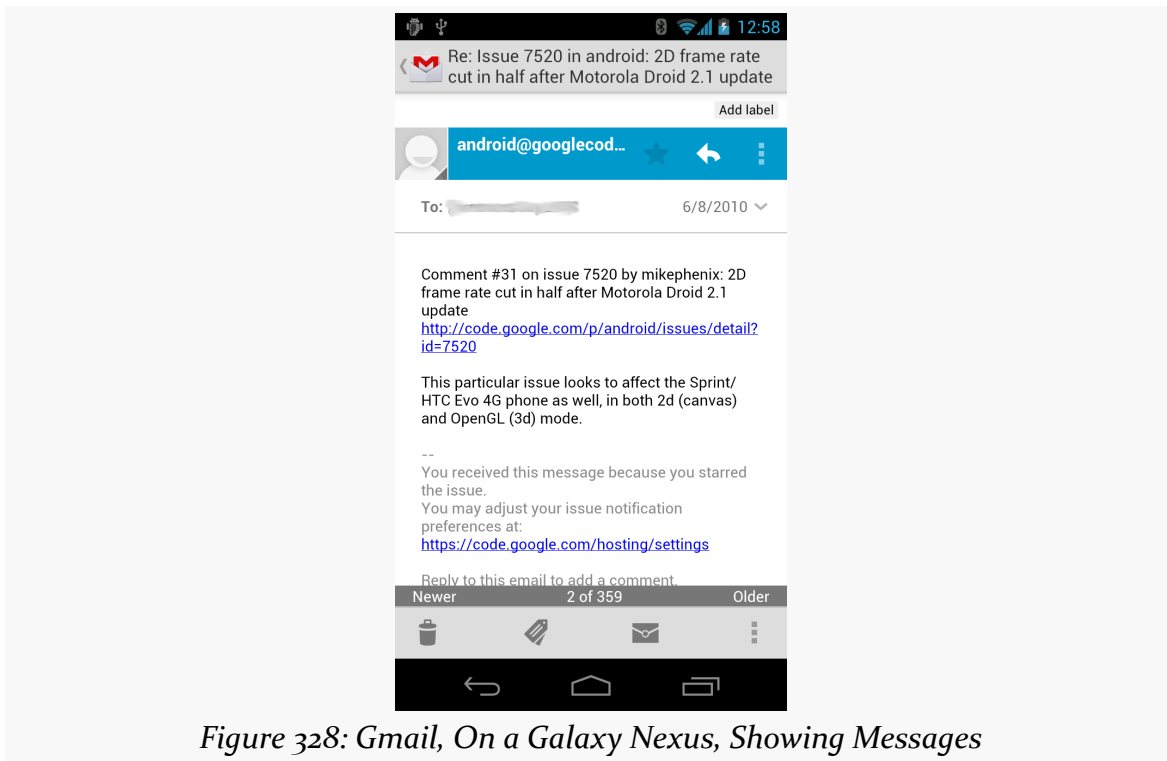 12:58
Re: Issue 7520 in android: 2D frame rate
cut in half after Motorola Droid 2.1 update
Add label
android@googlecod...
To:
6/8/2010
Comment #31 on issue 7520 by mikephenix: 2D
frame rate cut in half after Motorola Droid 2.1
update
http://code.google.com/p/android/issues/detail?
id=7520
This particular issue looks to affect the Sprint/
HTC Evo 4G phone as well, in both 2d (canvas)
and OpenGL (3d) mode.
--
You received this message because you starred
the issue.
You may adjust your issue notification
preferences at:
https://code.google.com/hosting/settings
Reply to this email to add a comment.
Newer 2 of 359 Older
Figure 328: Gmail, On a Galaxy Nexus, Showing Messages